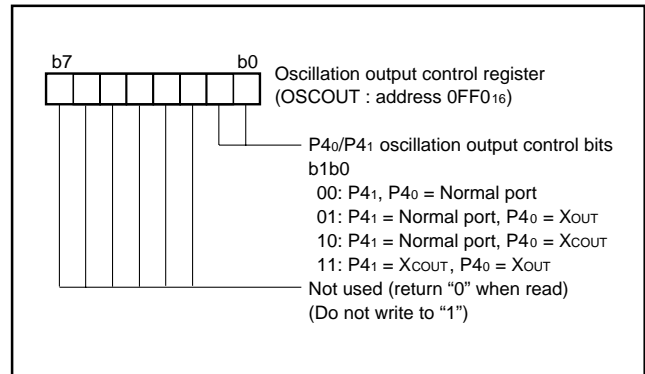 b7 b0
Oscillation output control register
(OSCOUT : address 0FF016)
P40/P41 oscillation output control bits
b1b0
00: P41, P40 = Normal port
01: P41 = Normal port, P40 = XOUT
10: P41 = Normal port, P40 = XCOUT
11: P41 = XCOUT, P40 = XOUT
Not used (return “0” when read)
(Do not write to “1”)